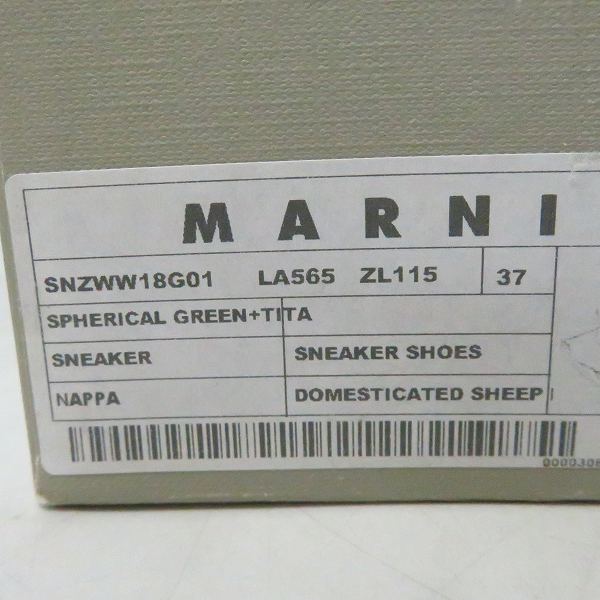 MARNI
SNZWW18G01 LA565 ZL115 37
SPHERICAL GREEN+TITA
SNEAKER SNEAKER SHOES
NAPPA DOMESTICATED SHEEP